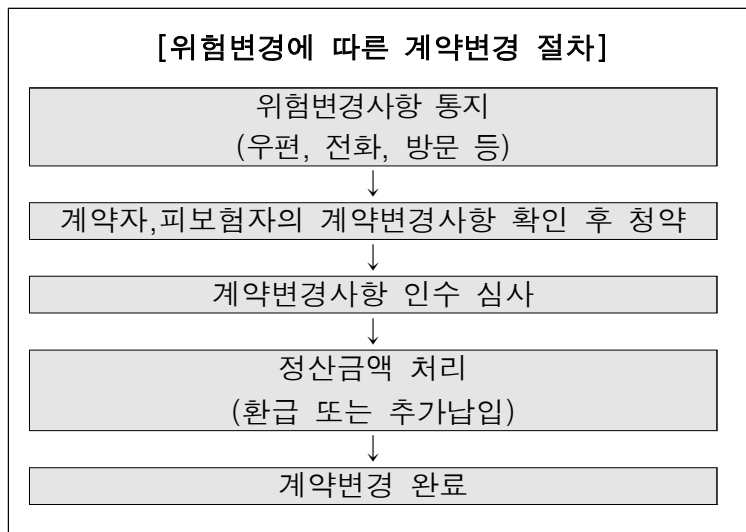 [위험변경에 따른 계약변경 절차]
위험변경사항 통지
(우편, 전화, 방문 등)
↓
계약자,피보험자의 계약변경사항 확인 후 청약
↓
계약변경사항 인수 심사
↓
정산금액 처리
(환급 또는 추가납입)
↓
계약변경 완료